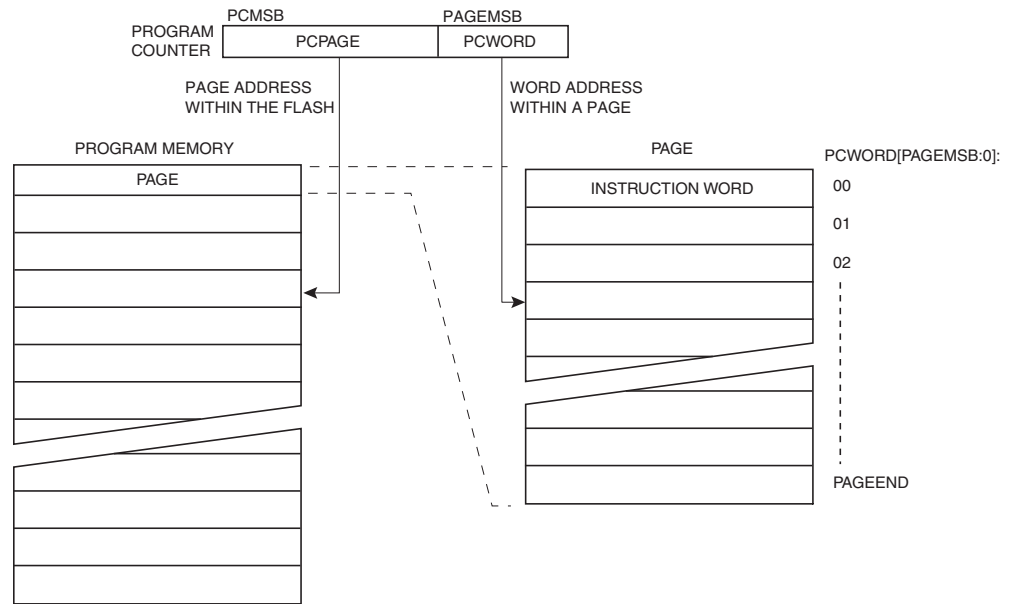 PCMSB PAGEMSB
PROGRAM
COUNTER
PCPAGE PCWORD
PAGE ADDRESS
WITHIN THE FLASH
WORD ADDRESS
WITHIN A PAGE
PROGRAM MEMORY
PAGE
PAGE
PCWORD[PAGEMSB:0]:
INSTRUCTION WORD
00
01
02
PAGEEND